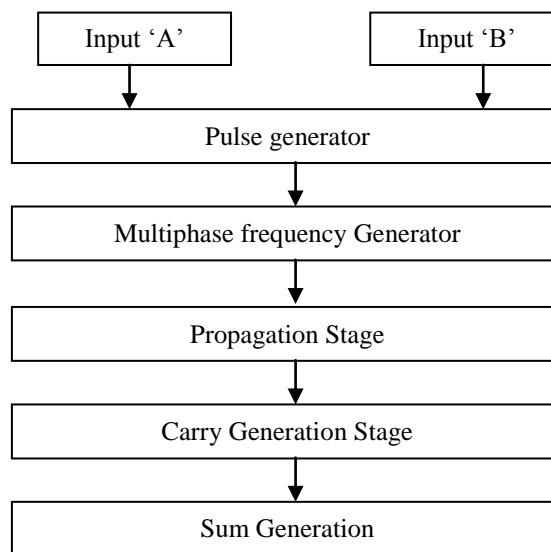 Input ‘A’
Input ‘B’
Pulse generator
Multiphase frequency Generator
Propagation Stage
Carry Generation Stage
Sum Generation